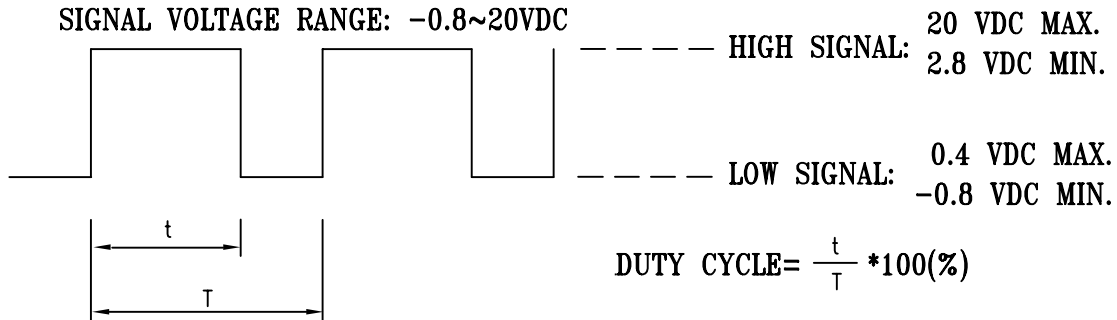 SIGNAL VOLTAGE RANGE: -0.8~20VDC
HIGH SIGNAL: 20 VDC MAX.
2.8 VDC MIN.
LOW SIGNAL: 0.4 VDC MAX.
-0.8 VDC MIN.
t
T
DUTY CYCLE= t/T *100(%)